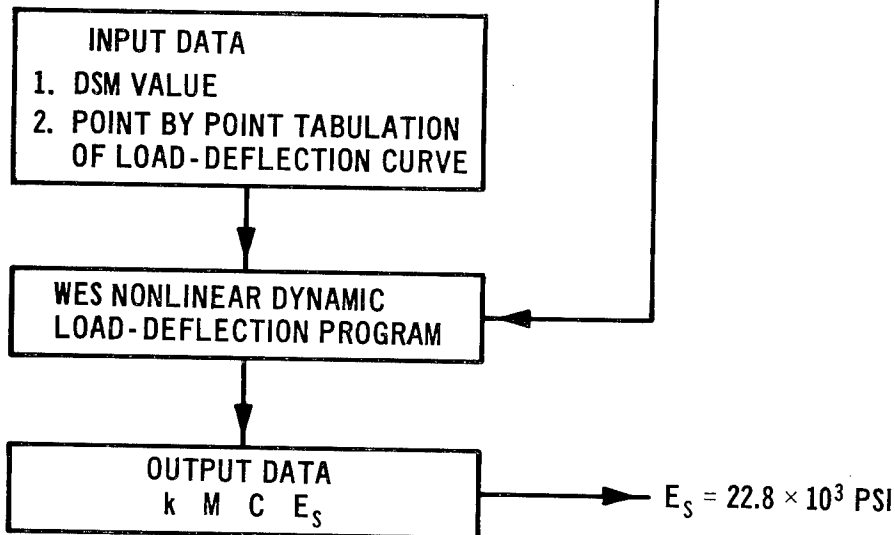 INPUT DATA
1. DSM VALUE
2. POINT BY POINT TABULATION
OF LOAD-DEFLECTION CURVE
WES NONLINEAR DYNAMIC
LOAD-DEFLECTION PROGRAM
OUTPUT DATA
k M C E_S
E_S = 22.8 × 10³ PSI